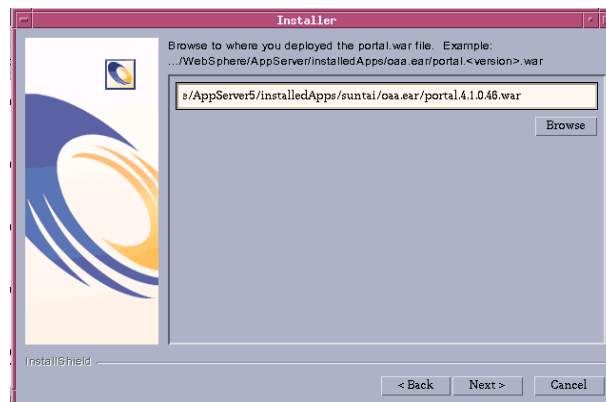 Installer
Browse to where you deployed the portal.war file. Example:
.../WebSphere/AppServer/installedApps/oaa.ear/portal.<version>.war
e/AppServer5/installedApps/suntai/oaa.ear/portal.4.1.0.46.war
Browse
InstallShield
< Back Next > Cancel